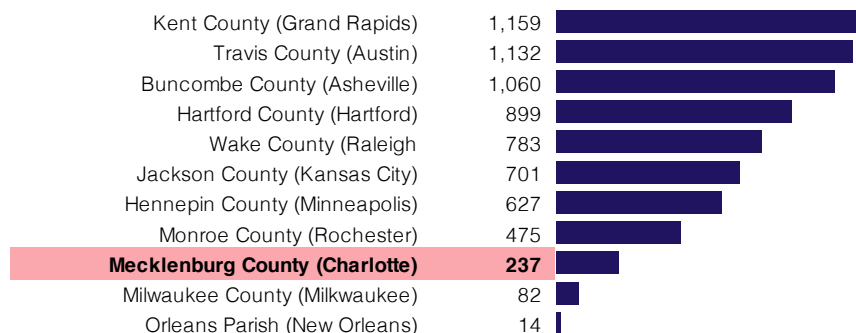 Kent County (Grand Rapids) 1,159
Travis County (Austin) 1,132
Buncombe County (Asheville) 1,060
Hartford County (Hartford) 899
Wake County (Raleigh 783
Jackson County (Kansas City) 701
Hennepin County (Minneapolis) 627
Monroe County (Rochester) 475
Mecklenburg County (Charlotte) 237
Milwaukee County (Milkwaukee) 82
Orleans Parish (New Orleans) 14